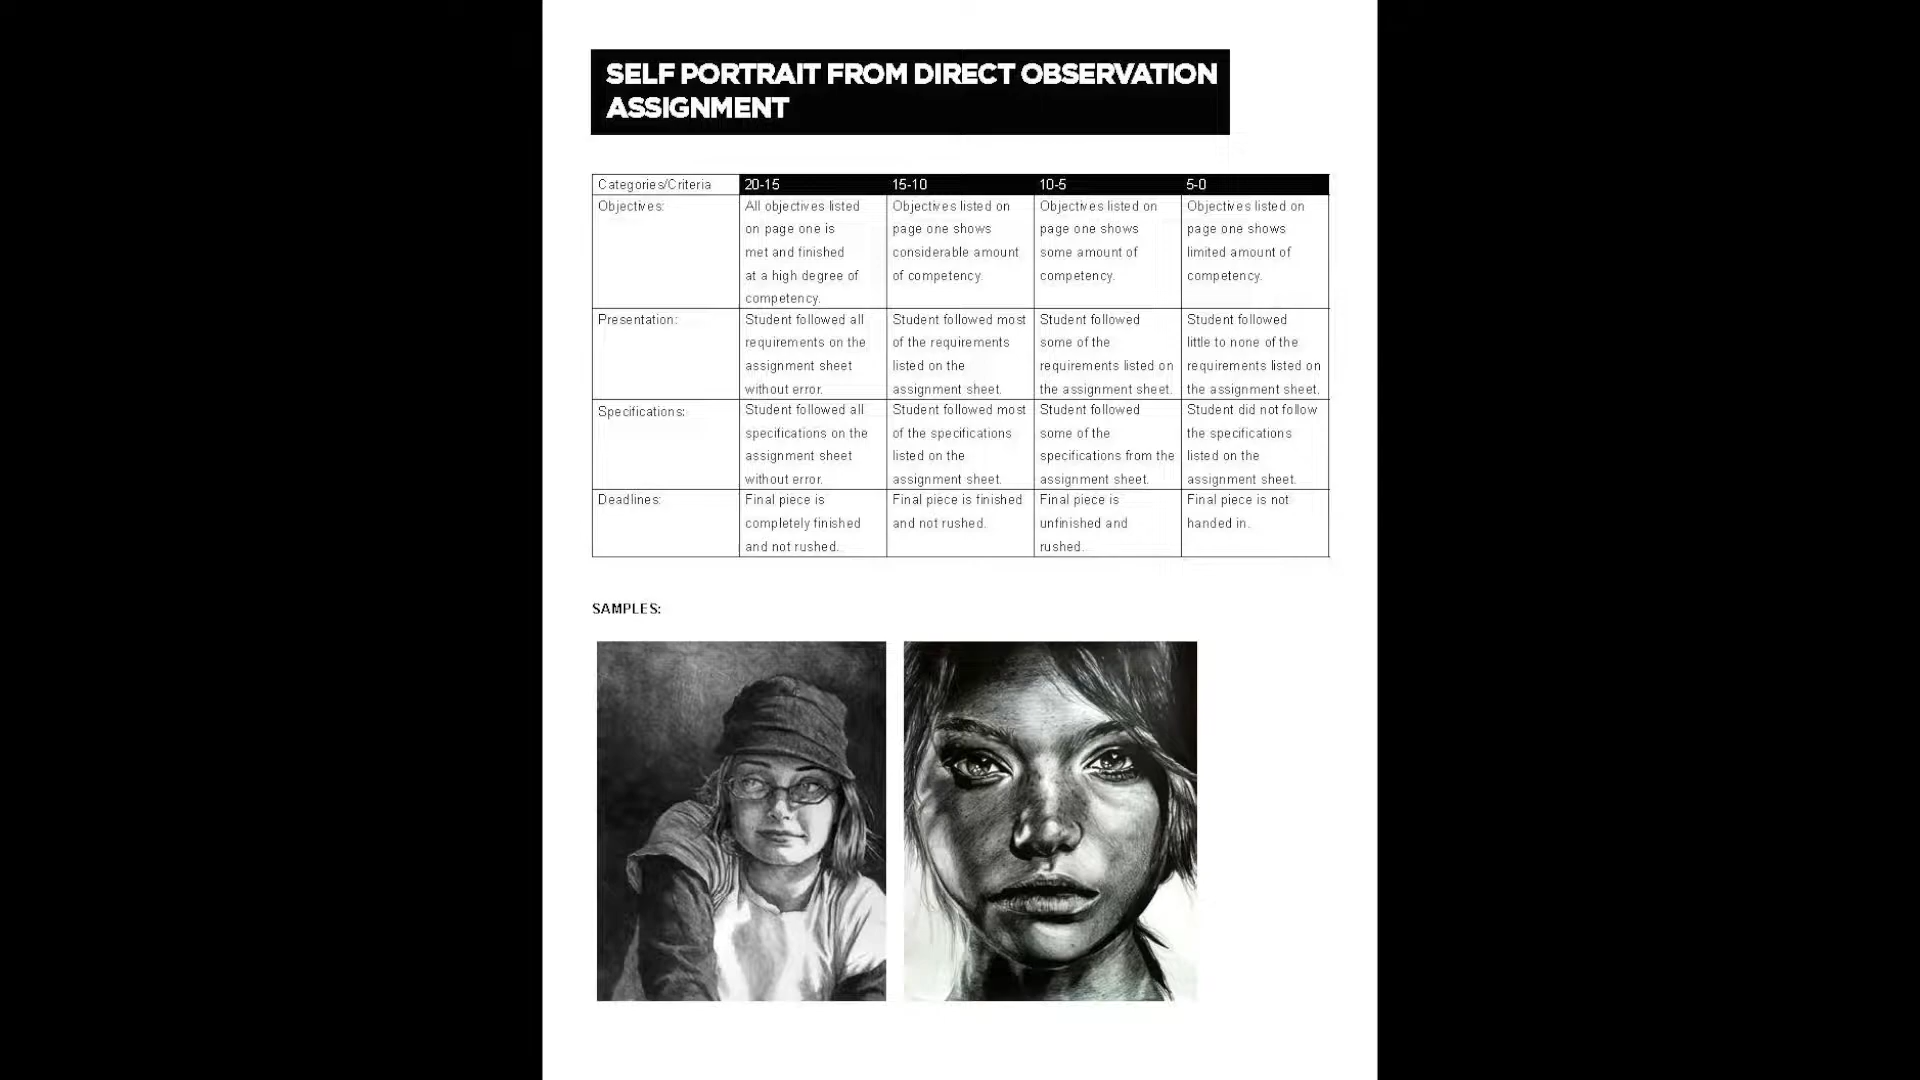 SELF PORTRAIT FROM DIRECT OBSERVATION
ASSIGNMENT
Categories/Criteria
20-15
15-10
10-5
5-0
Objectives:
All objectives listed
on page one is
met and finished
at a high degree of
competency.
Objectives listed on
page one shows
considerable amount
of competency.
Objectives listed on
page one shows
some amount of
competency.
Objectives listed on
page one shows
limited amount of
competency.
Presentation:
Student followed all
requirements on the
assignment sheet
without error.
Student followed most
of the requirements
listed on the
assignment sheet.
Student followed
some of the
requirements listed on
the assignment sheet.
Student followed
little to none of the
requirements listed on
the assignment sheet.
Specifications:
Student followed all
specifications on the
assignment sheet
without error.
Student followed most
of the specifications
listed on the
assignment sheet.
Student followed
some of the
specifications from the
assignment sheet.
Student did not follow
the specifications
listed on the
assignment sheet.
Deadlines:
Final piece is
completely finished
and not rushed.
Final piece is finished
and not rushed.
Final piece is
unfinished and
rushed.
Final piece is not
handed in.
SAMPLES: